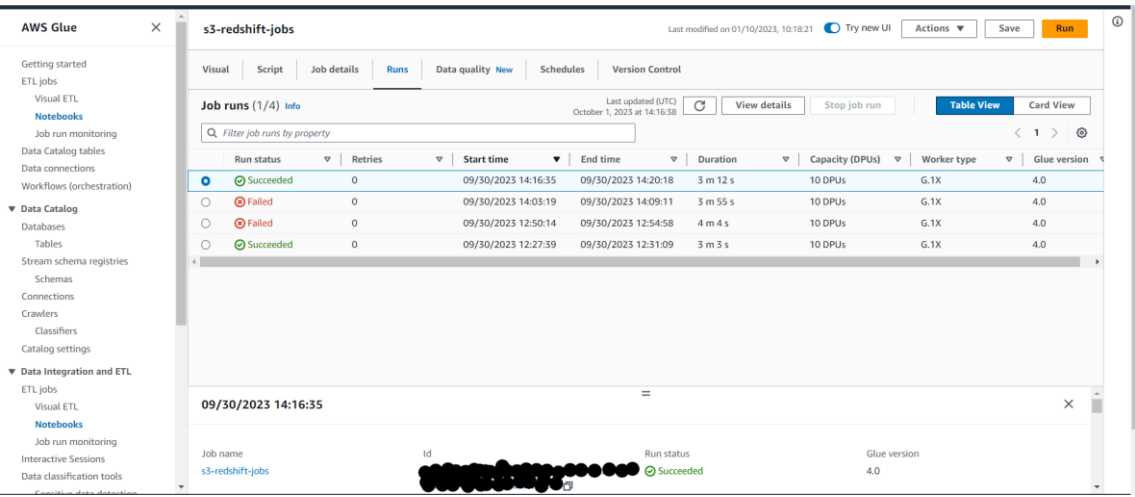 AWS Glue
Getting started
ETL jobs
Visual ETL
Notebooks
Job run monitoring
Data Catalog tables
Data connections
Workflows (orchestration)
Data Catalog
Databases
Tables
Stream schema registries
Schemas
Connections
Crawlers
Classifiers
Catalog settings
Data Integration and ETL
ETL jobs
Visual ETL
Notebooks
Job run monitoring
Interactive Sessions
Data classification tools
Sensitive data detection
s3-redshift-jobs
Last modified on 01/10/2023, 10:18:21 Try new UI Actions Save Run
Visual Script Job details Runs Data quality New Schedules Version Control
Job runs (1/4) Info
Last updated (UTC)
October 1, 2023 at 14:16:38
View details Stop job run Table View Card View
Filter job runs by property
1
Run status Retries Start time End time Duration Capacity (DPUs) Worker type Glue version
Succeeded 0 09/30/2023 14:16:35 09/30/2023 14:20:18 3 m 12 s 10 DPUs G.1X 4.0
Failed 0 09/30/2023 14:03:19 09/30/2023 14:09:11 3 m 55 s 10 DPUs G.1X 4.0
Failed 0 09/30/2023 12:50:14 09/30/2023 12:54:58 4 m 4 s 10 DPUs G.1X 4.0
Succeeded 0 09/30/2023 12:27:39 09/30/2023 12:31:09 3 m 3 s 10 DPUs G.1X 4.0
09/30/2023 14:16:35
Job name Id Run status Glue version
s3-redshift-jobs Succeeded 4.0